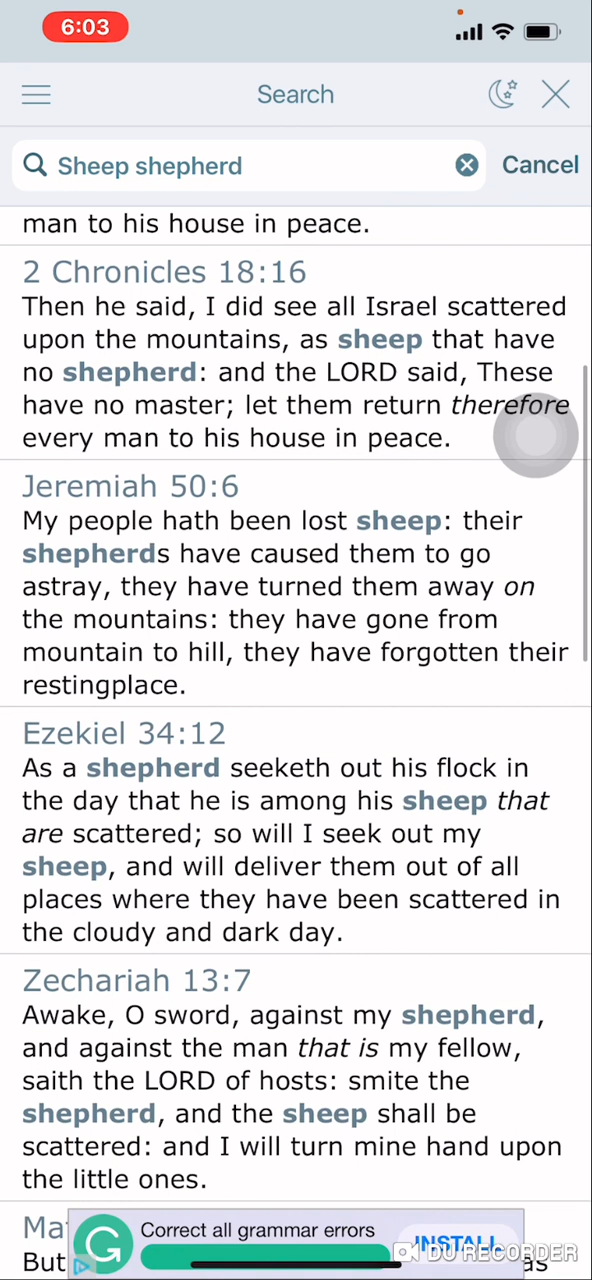 6:03
Search
Sheep shepherd
Cancel
man to his house in peace.
2 Chronicles 18:16
Then he said, I did see all Israel scattered
upon the mountains, as sheep that have
no shepherd: and the LORD said, These
have no master; let them return therefore
every man to his house in peace.
Jeremiah 50:6
My people hath been lost sheep: their
shepherds have caused them to go
astray, they have turned them away on
the mountains: they have gone from
mountain to hill, they have forgotten their
restingplace.
Ezekiel 34:12
As a shepherd seeketh out his flock in
the day that he is among his sheep that
are scattered; so will I seek out my
sheep, and will deliver them out of all
places where they have been scattered in
the cloudy and dark day.
Zechariah 13:7
Awake, O sword, against my shepherd,
and against the man that is my fellow,
saith the LORD of hosts: smite the
shepherd, and the sheep shall be
scattered: and I will turn mine hand upon
the little ones.
Correct all grammar errors
INSTALL
DU RECORDER
But
as